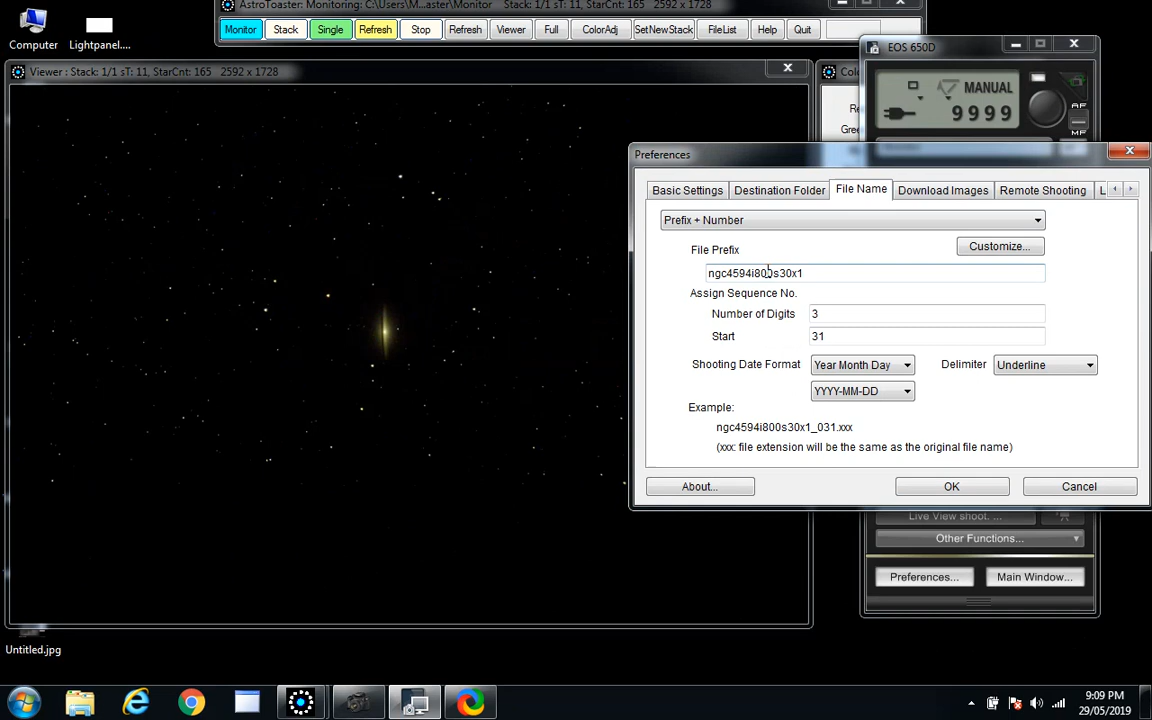 Computer
Lightpanel....
AstroToaster: Monitoring: C:\Users\M...aster\Monitor Stack: 1/1 sT: 11, StarCnt: 165 2592 x 1728
Monitor Stack Single Refresh Stop Refresh Viewer Full ColorAdj SetNewStack FileList Help Quit
Viewer : Stack: 1/1 sT: 11, StarCnt: 165 2592 x 1728
EOS 650D
MANUAL
9999
AF
MF
Preferences
Basic Settings Destination Folder File Name Download Images Remote Shooting L
Prefix + Number
File Prefix
Customize...
ngc4594i800s30x1
Assign Sequence No.
Number of Digits 3
Start 31
Shooting Date Format Year Month Day Delimiter Underline
YYYY-MM-DD
Example:
ngc4594i800s30x1_031.xxx
(xxx: file extension will be the same as the original file name)
About... OK Cancel
Live View shoot. ...
Other Functions...
Preferences... Main Window...
Untitled.jpg
9:09 PM
29/05/2019